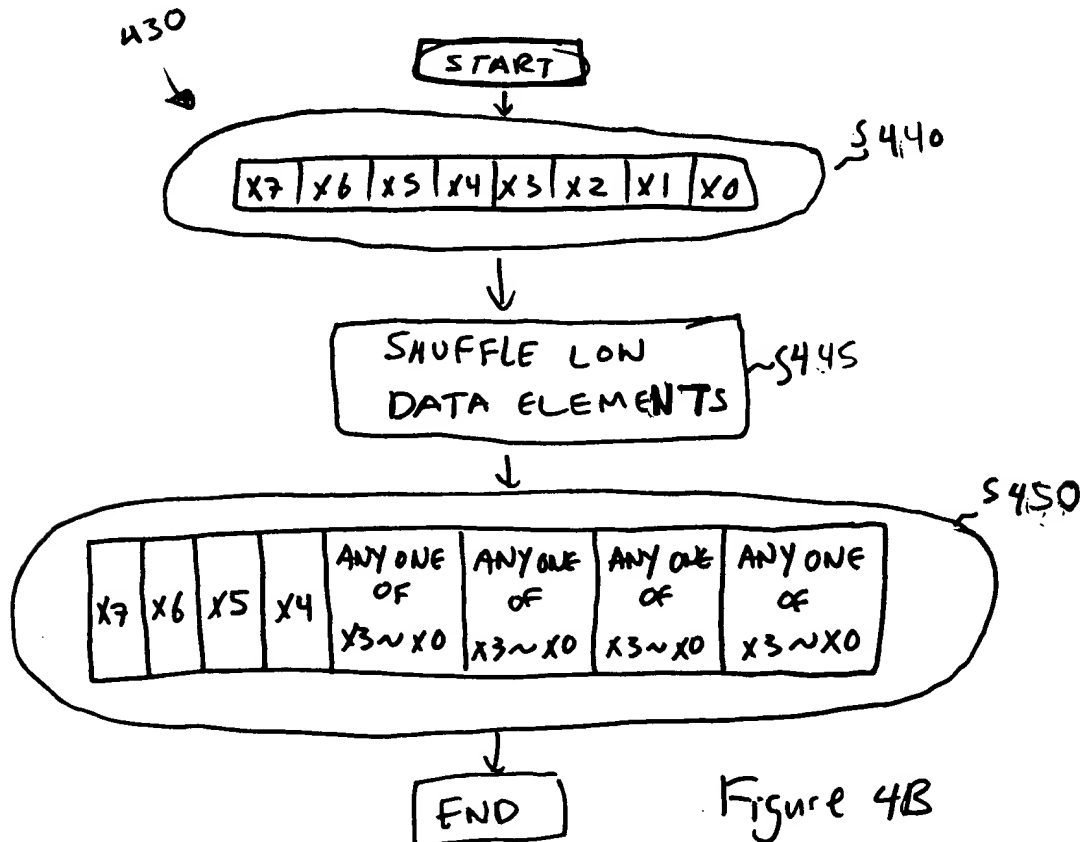 430
START
S440
X7 X6 X5 X4 X3 X2 X1 X0
SHUFFLE LOW
DATA ELEMENTS
S445
S450
X7 X6 X5 X4
ANY ONE
OF
X3~X0
ANY ONE
OF
X3~X0
ANY ONE
OF
X3~X0
ANY ONE
OF
X3~X0
END
Figure 4B